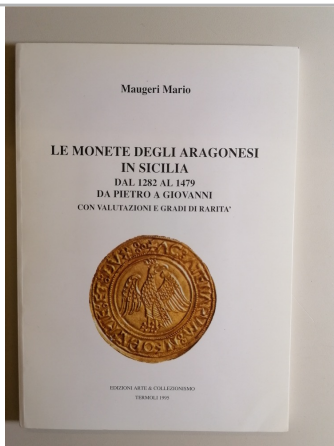 Maugeri Mario
LE MONETE DEGLI ARAGONESI
IN SICILIA
DAL 1282 AL 1479
DA PIETRO A GIOVANNI
CON VALUTAZIONI E GRADI DI RARITA'
EDIZIONI ARTE & COLLEZIONISMO
TERMOLI